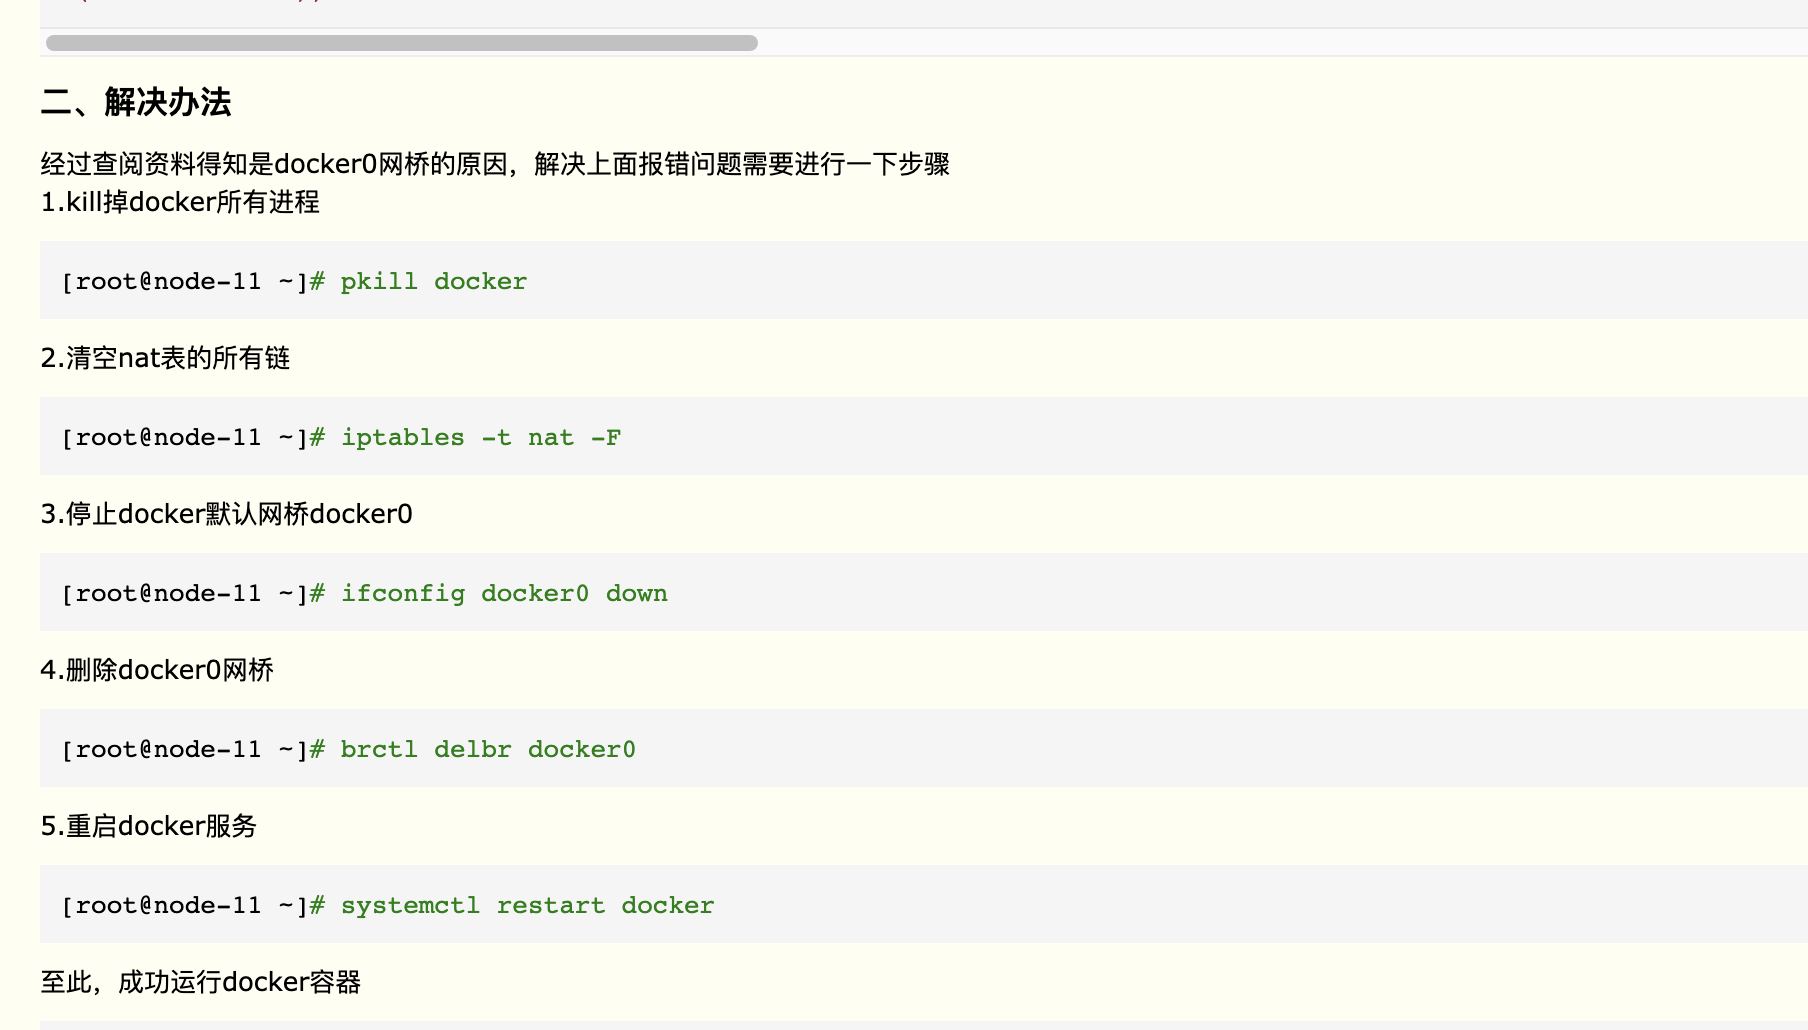 二、解决办法
经过查阅资料得知是docker0网桥的原因，解决上面报错问题需要进行一下步骤
1.kill掉docker所有进程
[root@node-11 ~]# pkill docker
2.清空nat表的所有链
[root@node-11 ~]# iptables -t nat -F
3.停止docker默认网桥docker0
[root@node-11 ~]# ifconfig docker0 down
4.删除docker0网桥
[root@node-11 ~]# brctl delbr docker0
5.重启docker服务
[root@node-11 ~]# systemctl restart docker
至此，成功运行docker容器